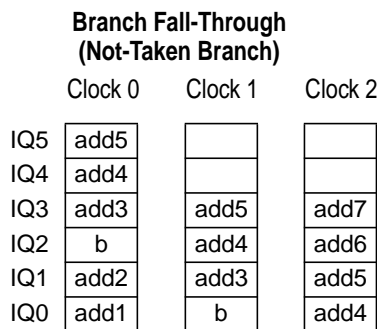 Branch Fall-Through
(Not-Taken Branch)
Clock 0 Clock 1 Clock 2
IQ5 add5
IQ4 add4
IQ3 add3 add5 add7
IQ2 b add4 add6
IQ1 add2 add3 add5
IQ0 add1 b add4